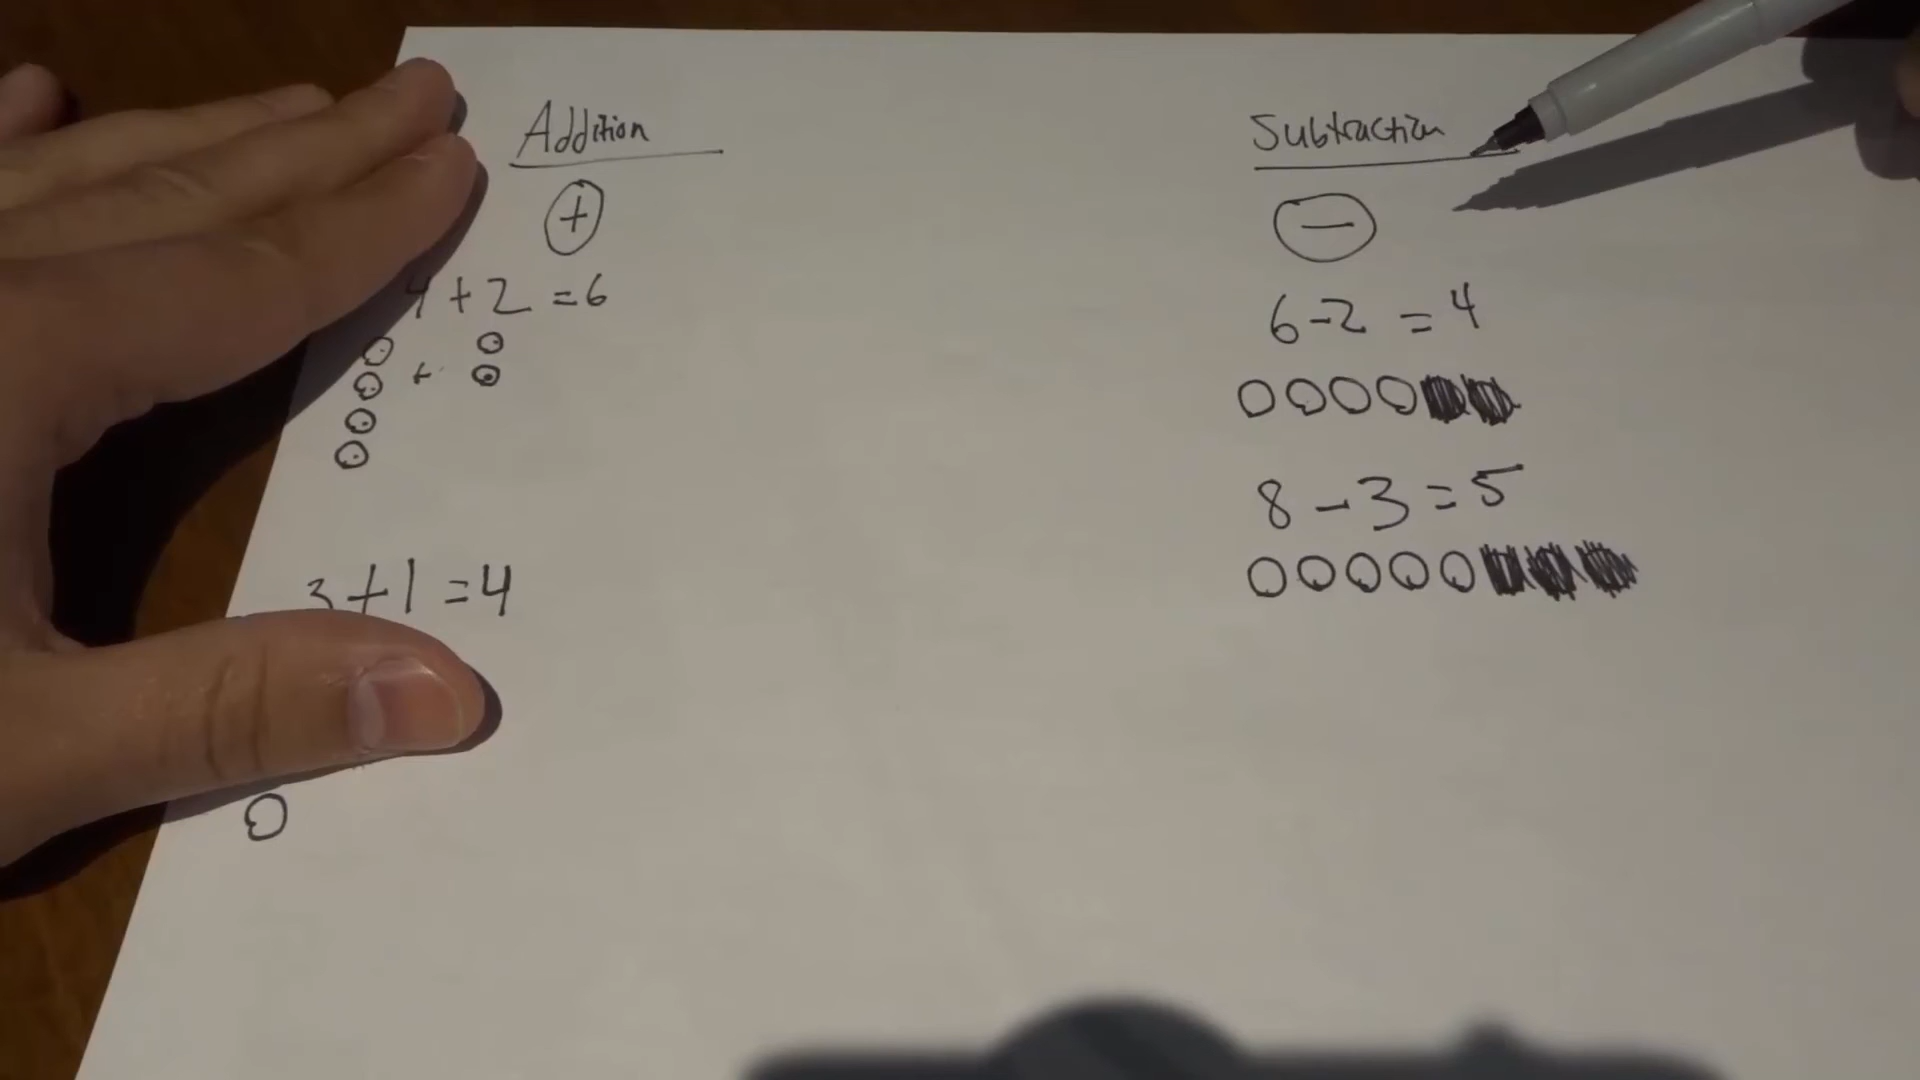 Addition
+
4 + 2 = 6
+
3 + 1 = 4
Subtraction
−
6 - 2 = 4
8 - 3 = 5